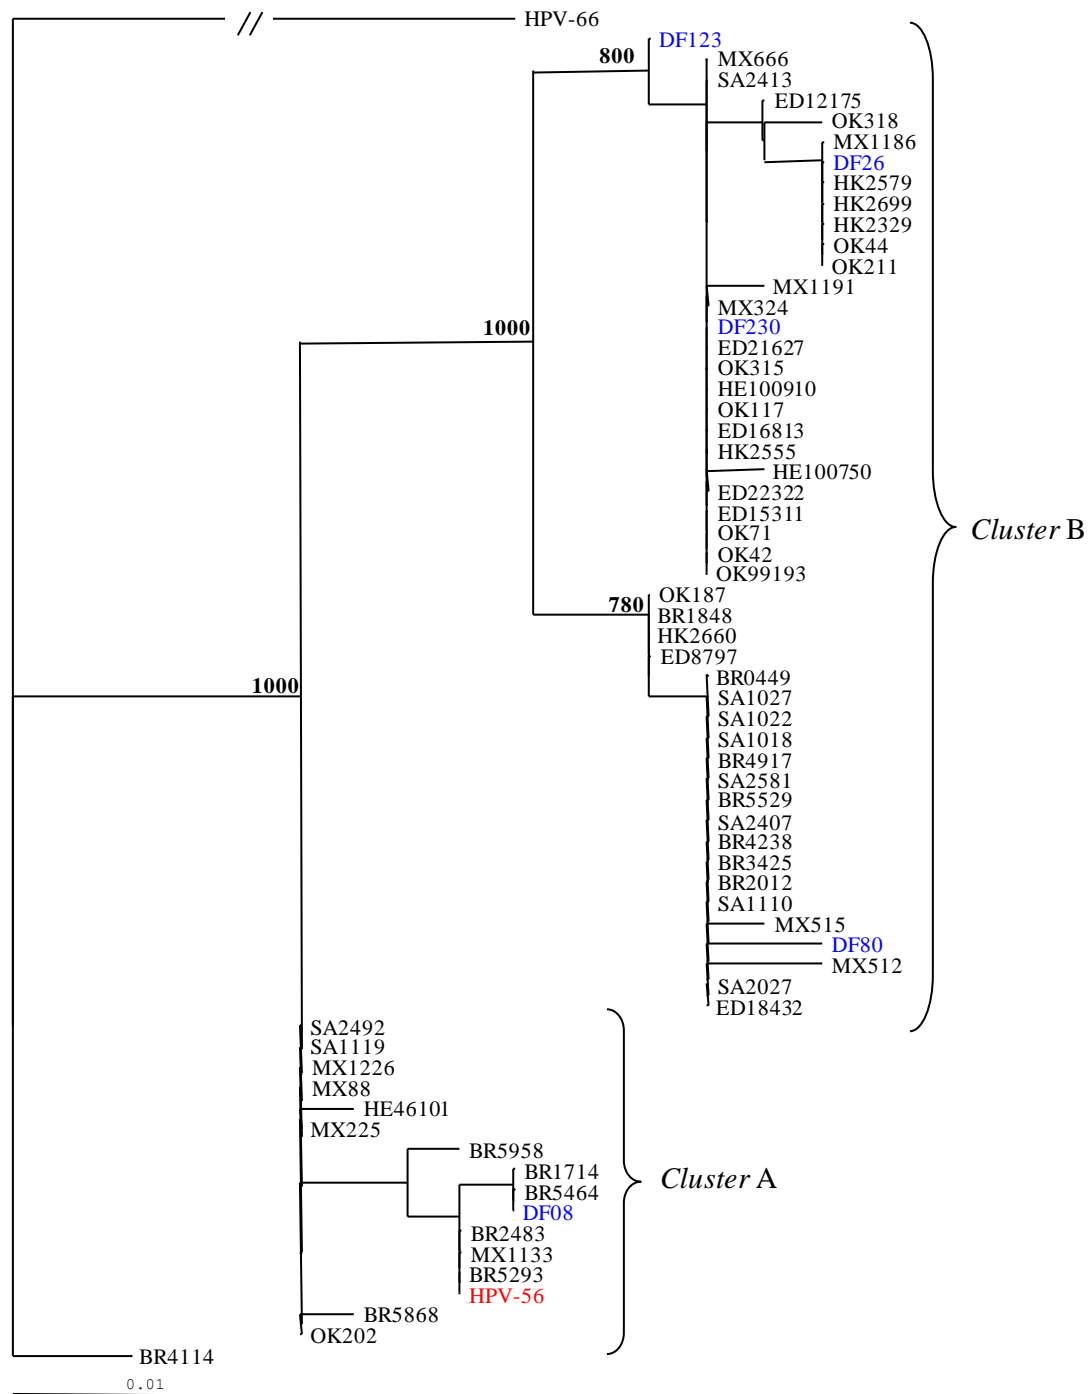 HPV-66
DF123
800
MX666
SA2413
ED12175
OK318
MX1186
DF26
HK2579
HK2699
HK2329
OK44
OK211
MX1191
MX324
1000
DF230
ED21627
OK315
HE100910
OK117
ED16813
HK2555
HE100750
ED22322
ED15311
OK71
Cluster B
OK42
OK99193
OK187
780
BR1848
HK2660
ED8797
BR0449
1000
SA1027
SA1022
SA1018
BR4917
SA2581
BR5529
SA2407
BR4238
BR3425
BR2012
SA1110
MX515
DF80
MX512
SA2027
ED18432
SA2492
SA1119
MX1226
MX88
HE46101
MX225
BR5958
BR1714
Cluster A
BR5464
DF08
BR2483
MX1133
BR5293
HPV-56
BR5868
OK202
BR4114
0.01